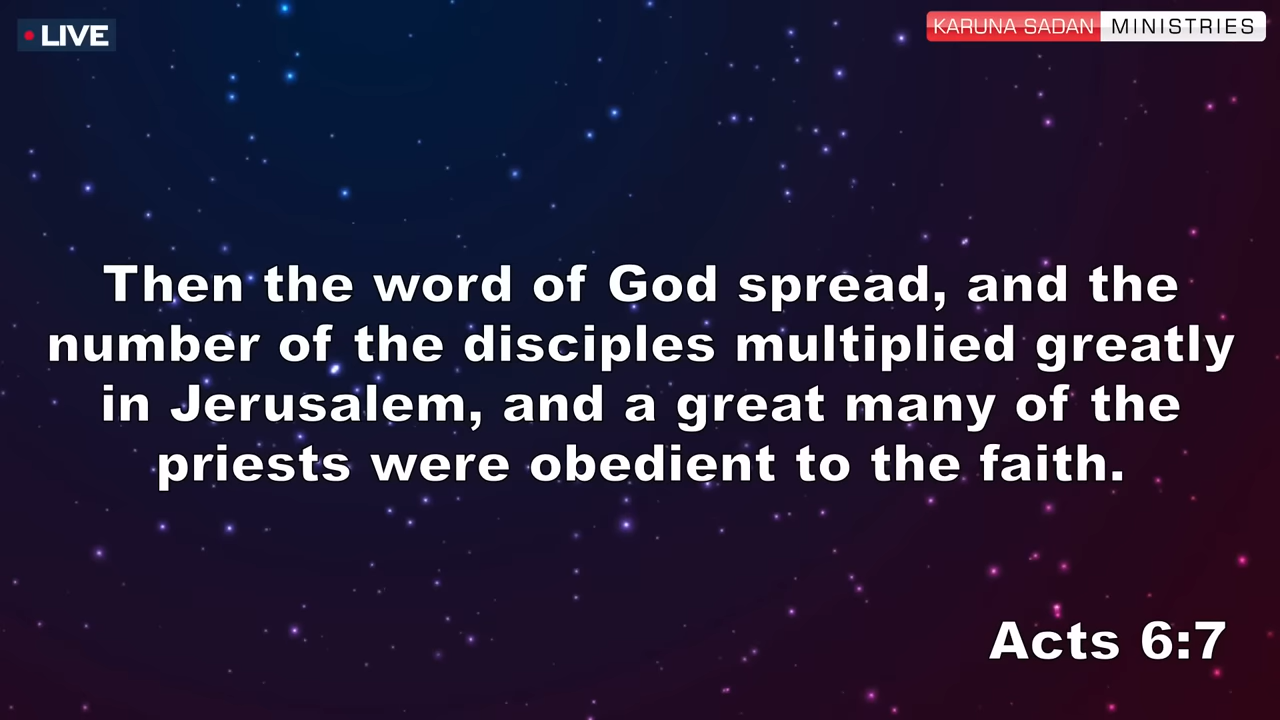 LIVE
KARUNA SADAN MINISTRIES
Then the word of God spread, and the
number of the disciples multiplied greatly
in Jerusalem, and a great many of the
priests were obedient to the faith.
Acts 6:7